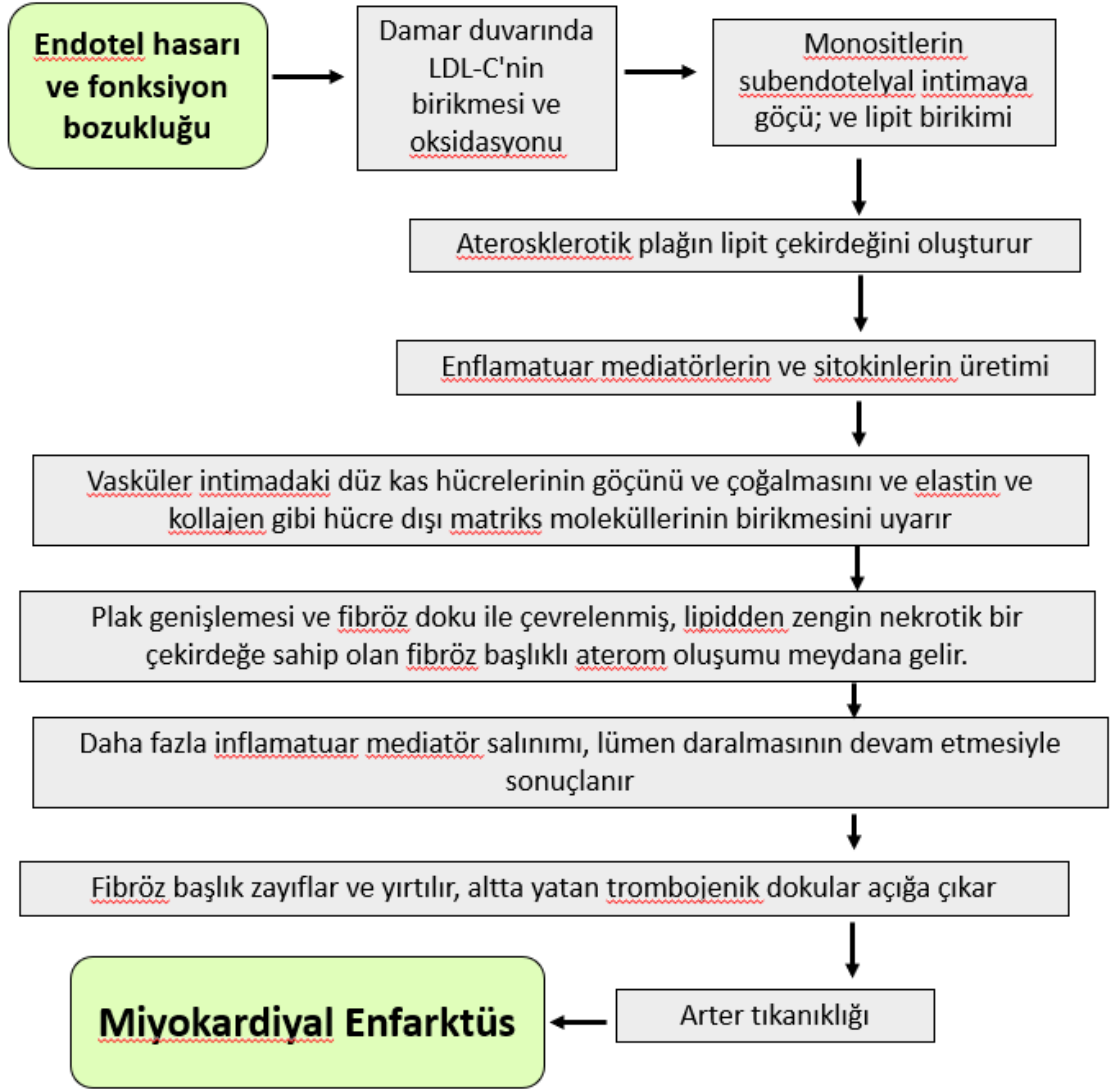 Endotel hasarı
ve fonksiyon
bozukluğu
Damar duvarında
LDL-C'nin
birikmesi ve
oksidasyonu
Monositlerin
subendotelyal intimaya
göçü; ve lipit birikimi
Aterosklerotik plağın lipit çekirdeğini oluşturur
Enflamatuar mediatörlerin ve sitokinlerin üretimi
Vasküler intimadaki düz kas hücrelerinin göçünü ve çoğalmasını ve elastin ve
kollajen gibi hücre dışı matriks moleküllerinin birikmesini uyarır
Plak genişlemesi ve fibröz doku ile çevrelenmiş, lipidden zengin nekrotik bir
çekirdeğe sahip olan fibröz başlıklı aterom oluşumu meydana gelir.
Daha fazla inflamatuar mediatör salınımı, lümen daralmasının devam etmesiyle
sonuçlanır
Fibröz başlık zayıflar ve yırtılır, altta yatan trombojenik dokular açığa çıkar
Arter tıkanıklığı
Miyokardiyal Enfarktüs